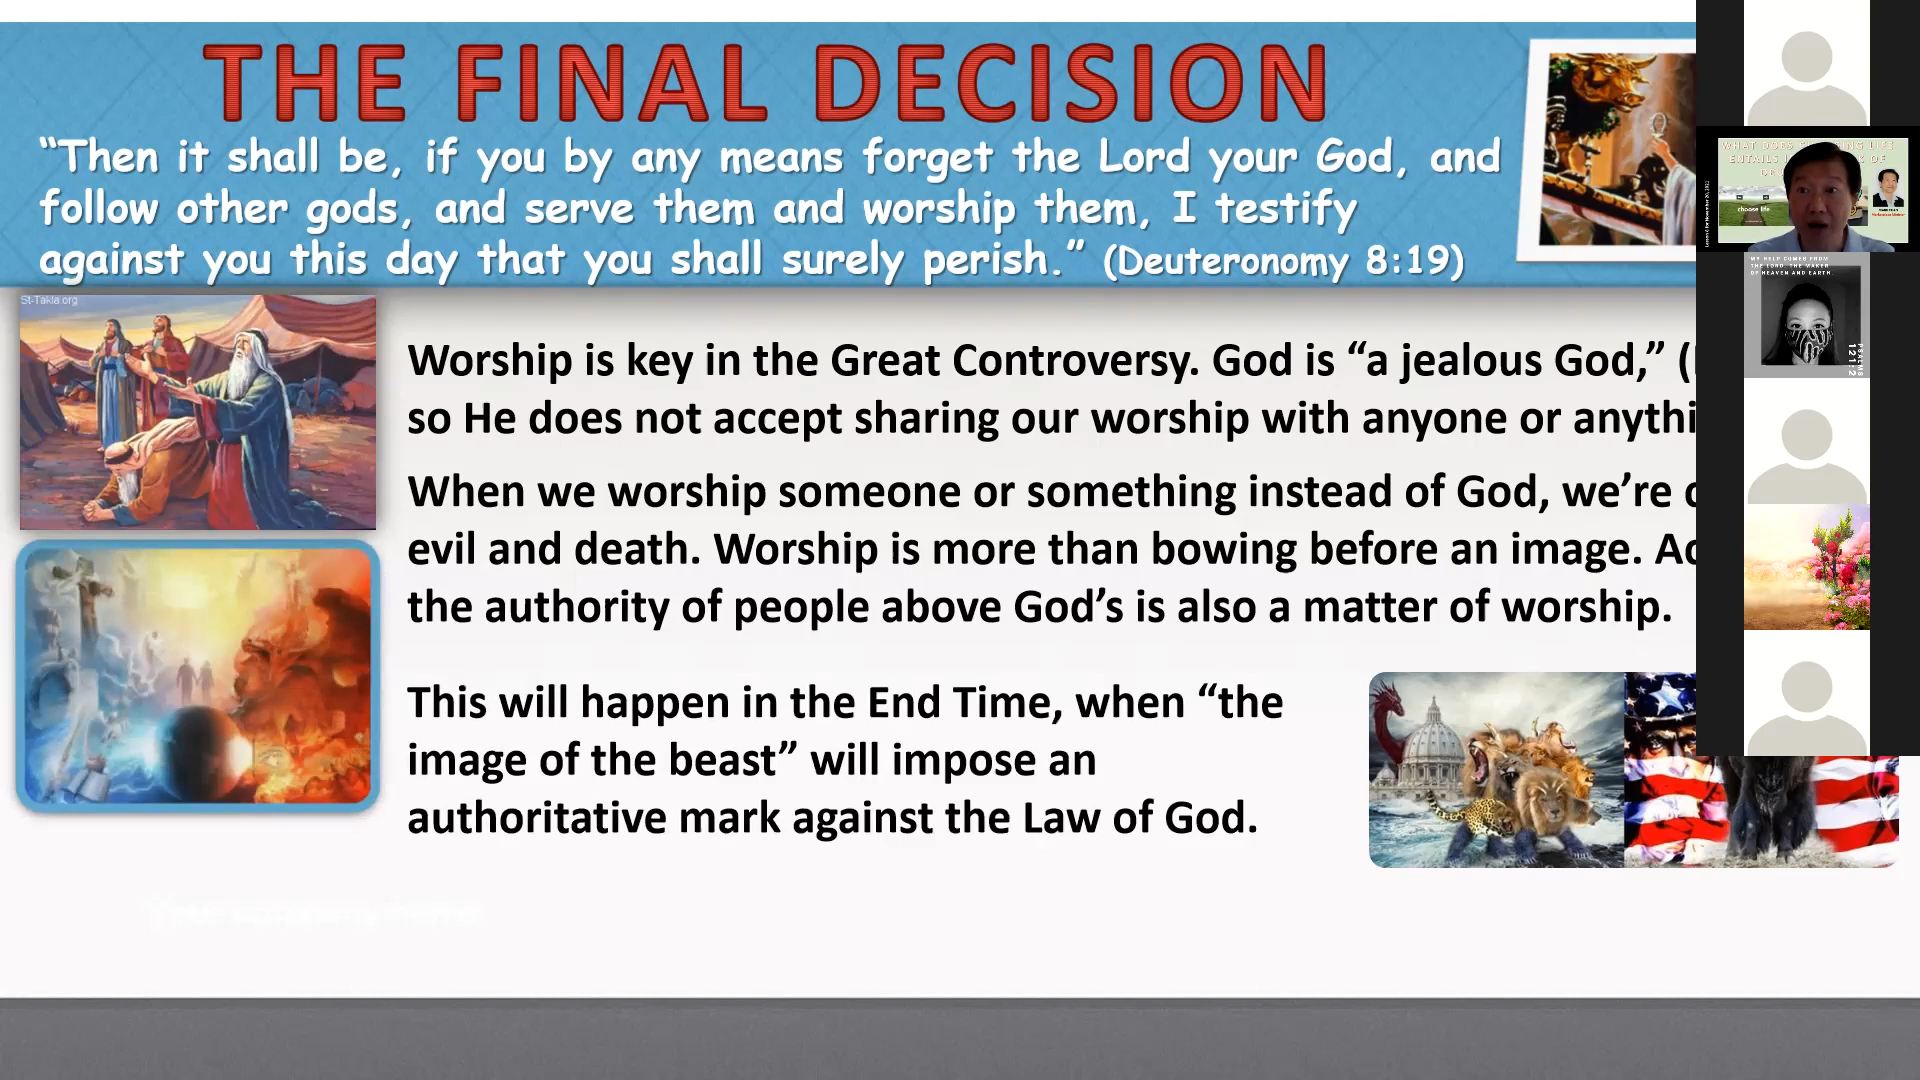 THE FINAL DECISION
“Then it shall be, if you by any means forget the Lord your God, and
follow other gods, and serve them and worship them, I testify
against you this day that you shall surely perish.” (Deuteronomy 8:19)
St-Takla.org
Worship is key in the Great Controversy. God is “a jealous God,” (
so He does not accept sharing our worship with anyone or anythi
When we worship someone or something instead of God, we’re
evil and death. Worship is more than bowing before an image.
the authority of people above God’s is also a matter of worship.
This will happen in the End Time, when “the
image of the beast” will impose an
authoritative mark against the Law of God.
WHAT DOES
ENTAILS
choose life
MY HELP COMES FROM
THE LORD, THE MAKER
OF HEAVEN AND EARTH.
PSALMS
121:2